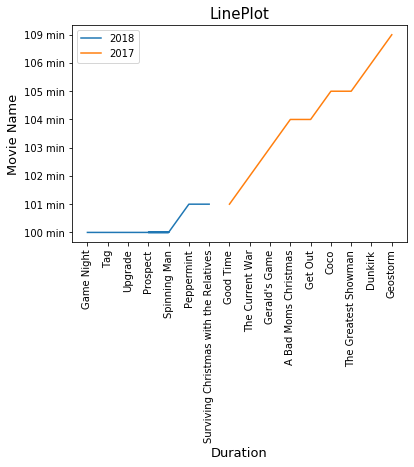 LinePlot
2018
2017
109 min
106 min
105 min
104 min
103 min
102 min
101 min
100 min
Movie Name
Game Night
Tag
Upgrade
Prospect
Spinning Man
Peppermint
Surviving Christmas with the Relatives
Good Time
The Current War
Gerald's Game
A Bad Moms Christmas
Get Out
Coco
The Greatest Showman
Dunkirk
Geostorm
Duration